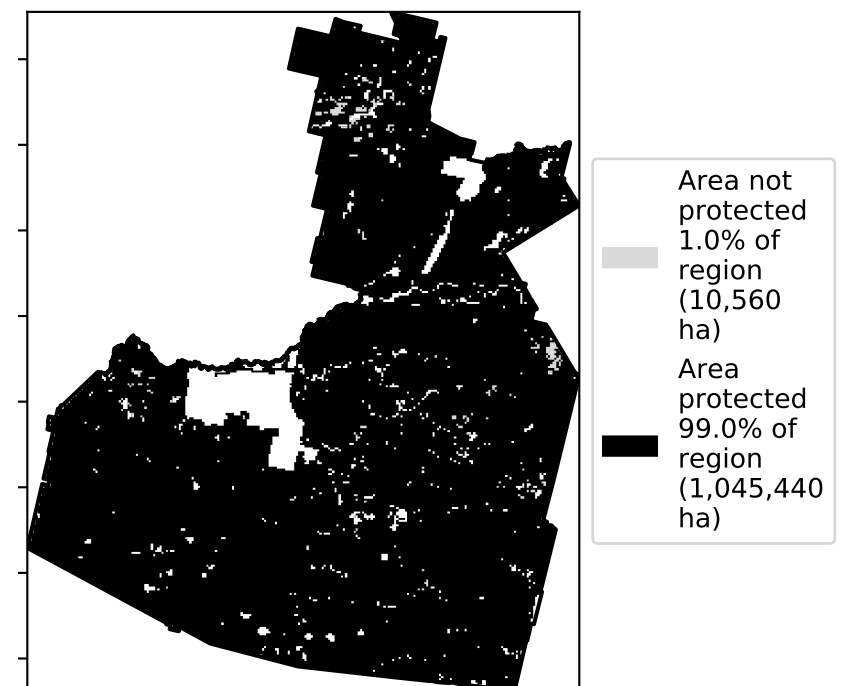 Area not
protected
1.0% of
region
(10,560
ha)
Area
protected
99.0% of
region
(1,045,440
ha)